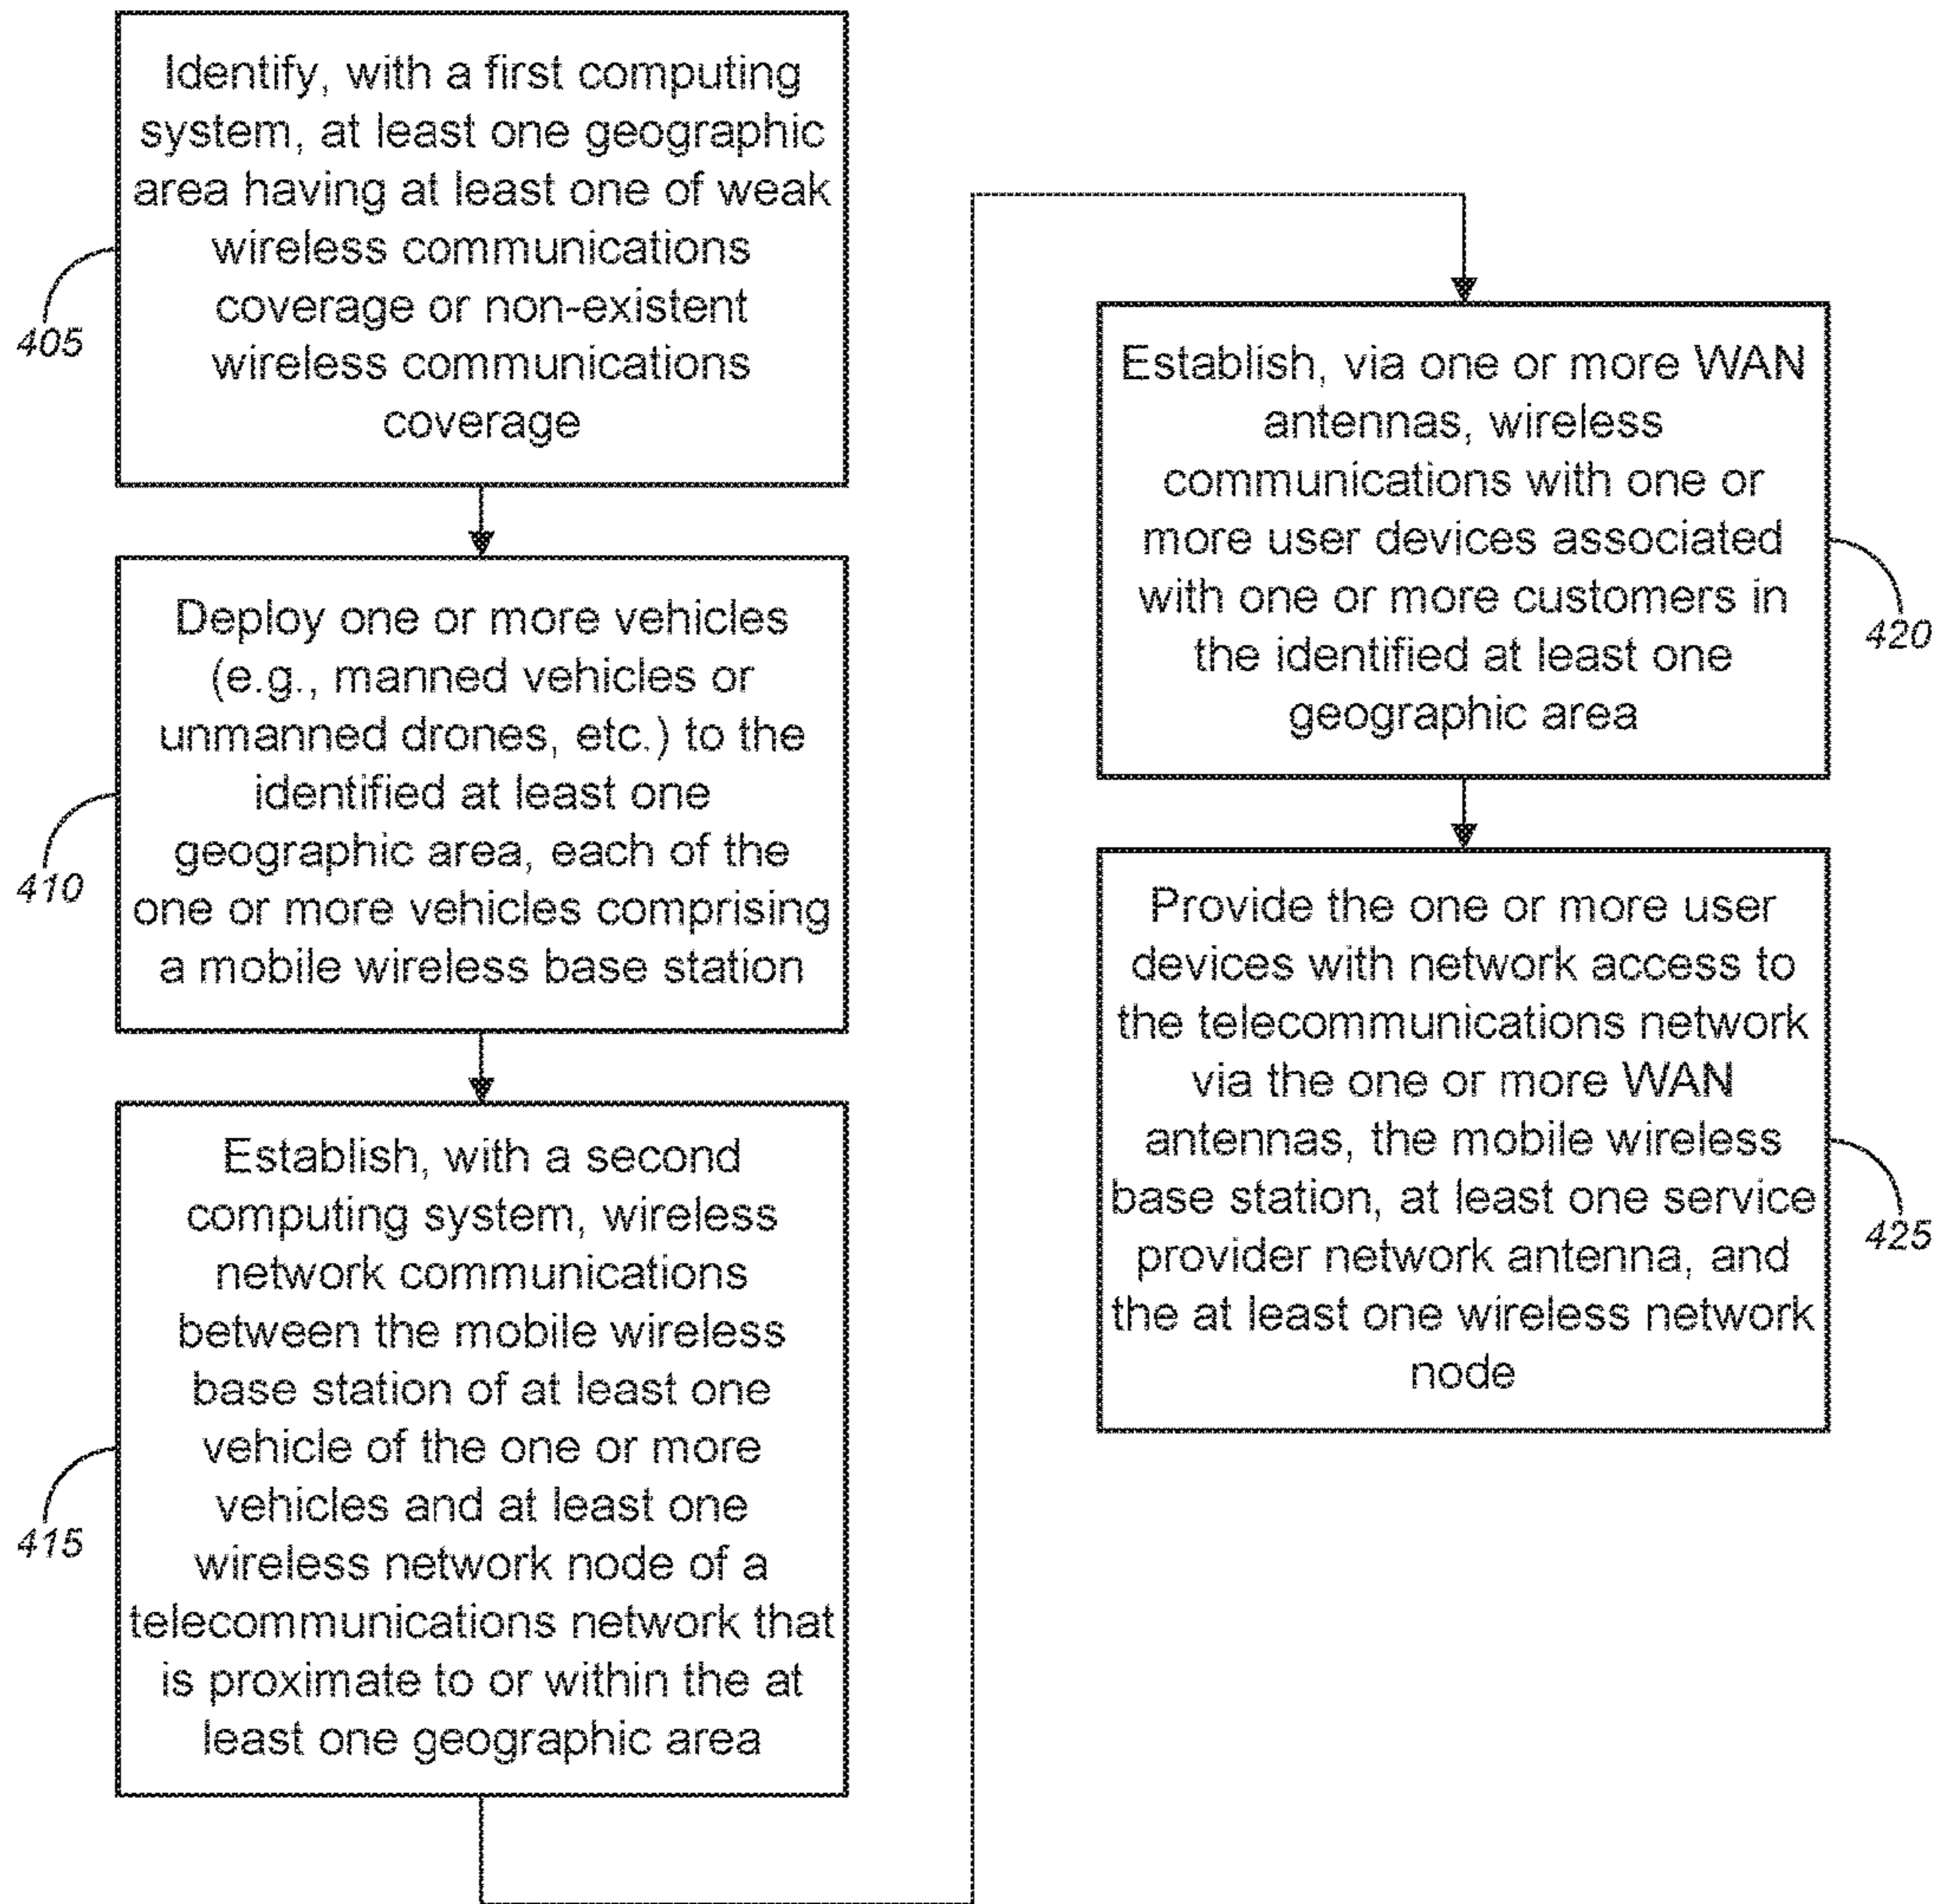 Identify, with a first computing
system, at least one geographic
area having at least one of weak
wireless communications
coverage or non-existent
wireless communications
coverage
405
Deploy one or more vehicles
(e.g., manned vehicles or
unmanned drones, etc.) to the
identified at least one
geographic area, each of the
one or more vehicles comprising
a mobile wireless base station
410
Establish, with a second
computing system, wireless
network communications
between the mobile wireless
base station of at least one
vehicle of the one or more
vehicles and at least one
wireless network node of a
telecommunications network that
is proximate to or within the at
least one geographic area
415
Establish, via one or more WAN
antennas, wireless
communications with one or
more user devices associated
with one or more customers in
the identified at least one
geographic area
420
Provide the one or more user
devices with network access to
the telecommunications network
via the one or more WAN
antennas, the mobile wireless
base station, at least one service
provider network antenna, and
the at least one wireless network
node
425